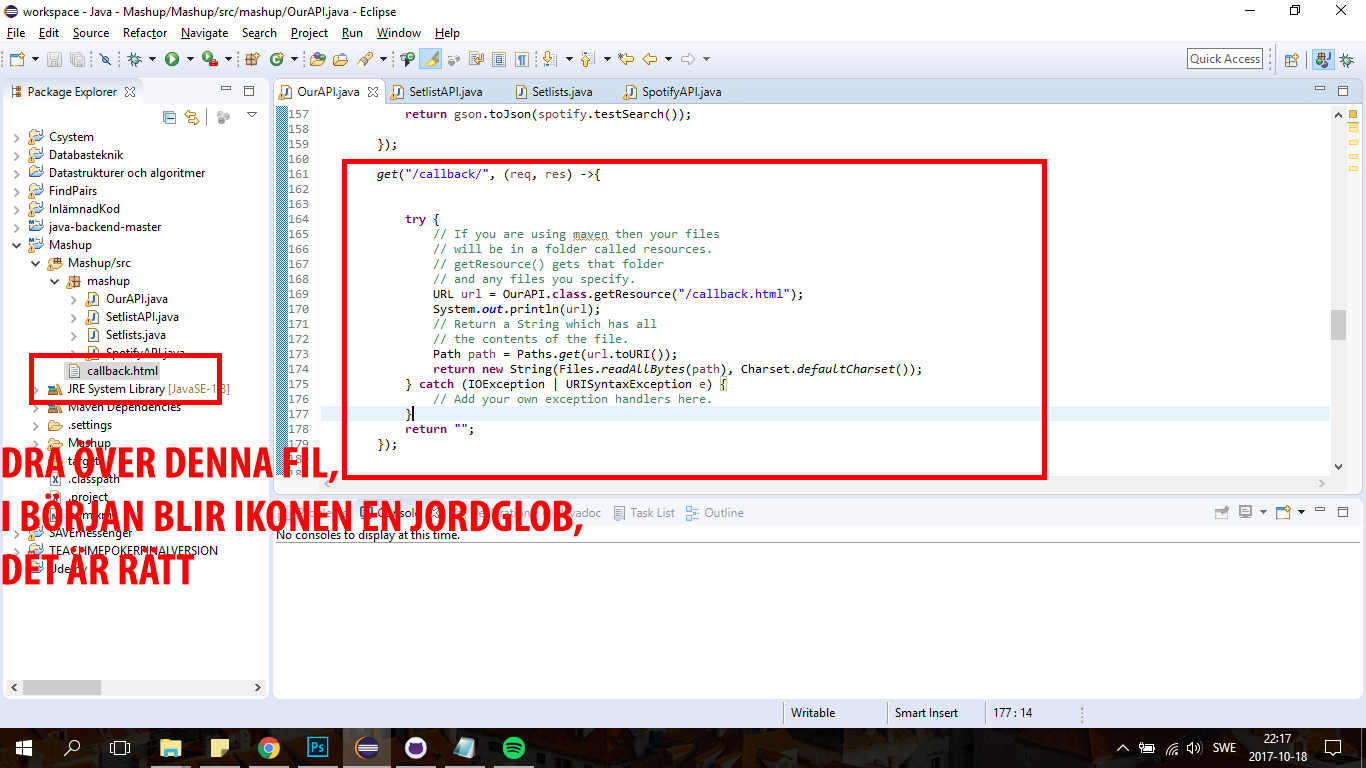 workspace - Java - Mashup/Mashup/src/mashup/OurAPI.java - Eclipse
File Edit Source Refactor Navigate Search Project Run Window Help
Quick Access
Package Explorer
Csystem
Databasteknik
Datastrukturer och algoritmer
FindPairs
InlämnadKod
java-backend-master
Mashup
Mashup/src
mashup
OurAPI.java
SetlistAPI.java
Setlists.java
SpotifyAPI.java
callback.html
JRE System Library [JavaSE-1.8]
Maven Dependencies
.settings
Mashup
target
.classpath
.project
SAVEmessenger
TEACHMEPOKERFINALVERSION
DRA ÖVER DENNA FIL,
I BÖRJAN BLIR IKONEN EN JORDGLOB,
DET ÄR RÄTT
OurAPI.java SetlistAPI.java Setlists.java SpotifyAPI.java
157 return gson.toJson(spotify.testSearch());
158
159 });
160
161 get("/callback/", (req, res) ->{
162
163
164 try {
165 // If you are using maven then your files
166 // will be in a folder called resources.
167 // getResource() gets that folder
168 // and any files you specify.
169 URL url = OurAPI.class.getResource("/callback.html");
170 System.out.println(url);
171 // Return a String which has all
172 // the contents of the file.
173 Path path = Paths.get(url.toURI());
174 return new String(Files.readAllBytes(path), Charset.defaultCharset());
175 } catch (IOException | URISyntaxException e) {
176 // Add your own exception handlers here.
177 }
178 return "";
179 });
Console Task List Outline
No consoles to display at this time.
Writable Smart Insert 177 : 14
Ps
SWE
22:17
2017-10-18